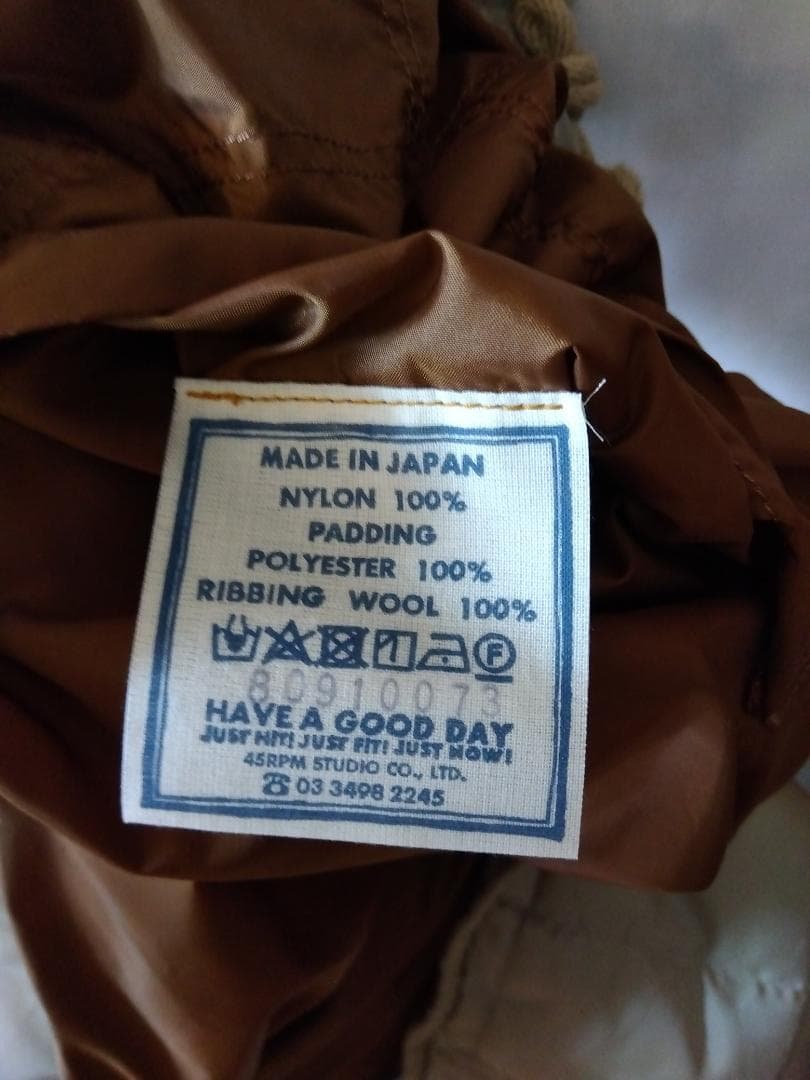 MADE IN JAPAN
NYLON 100%
PADDING
POLYESTER 100%
RIBBING WOOL 100%
F
80910073
HAVE A GOOD DAY
JUST HIT! JUST FIT! JUST NOW!
45RPM STUDIO CO., LTD.
☎ 03 3498 2245